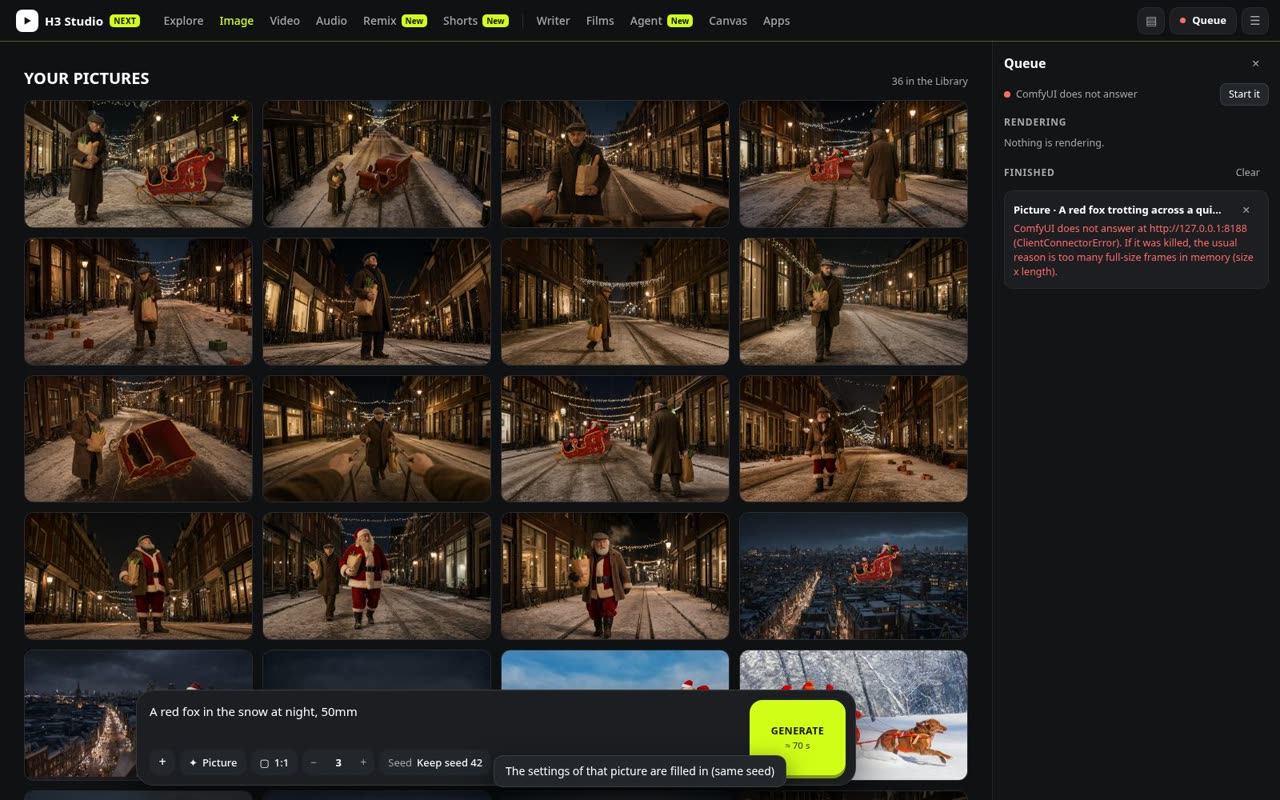 H3 Studio NEXT Explore Image Video Audio Remix New Shorts New Writer Films Agent New Canvas Apps Queue
YOUR PICTURES
36 in the Library
Queue
ComfyUI does not answer Start it
RENDERING
Nothing is rendering.
FINISHED Clear
Picture · A red fox trotting across a qui...
ComfyUI does not answer at http://127.0.0.1:8188
(ClientConnectorError). If it was killed, the usual
reason is too many full-size frames in memory (size
x length).
A red fox in the snow at night, 50mm
GENERATE
≈ 70 s
+ Picture 1:1 − 3 + Seed Keep seed 42
The settings of that picture are filled in (same seed)